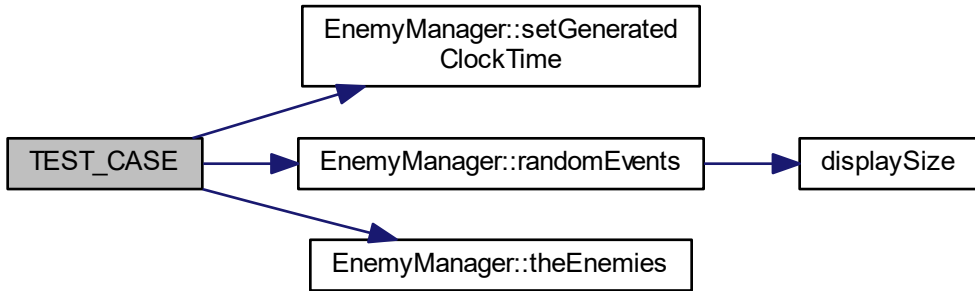 EnemyManager::setGenerated
ClockTime
TEST_CASE
EnemyManager::randomEvents
displaySize
EnemyManager::theEnemies